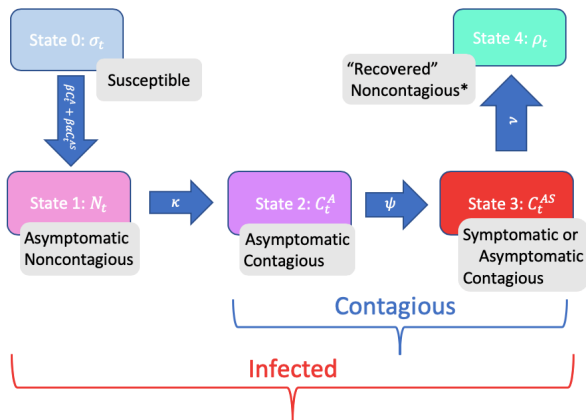 State 0: σₜ
Susceptible
State 4: ρₜ
“Recovered”
Noncontagious*
βCₜᴬ + βαCₜᴬˢ
ν
State 1: Nₜ
Asymptomatic
Noncontagious
κ
State 2: Cₜᴬ
Asymptomatic
Contagious
ψ
State 3: Cₜᴬˢ
Symptomatic or
Asymptomatic
Contagious
Contagious
Infected